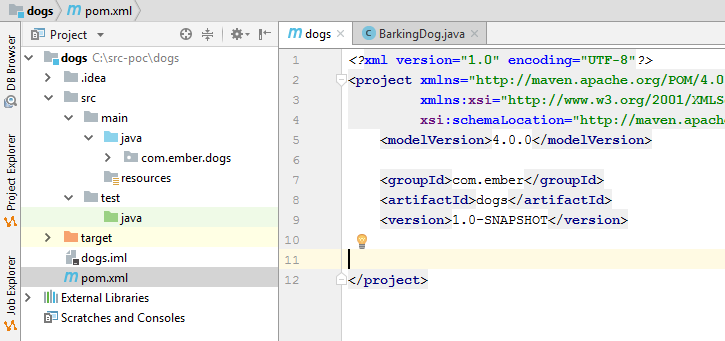 dogs pom.xml
DB Browser
Project Explorer
Job Explorer
Project
dogs C:\src-poc\dogs
.idea
src
main
java
com.ember.dogs
resources
test
java
target
dogs.iml
pom.xml
External Libraries
Scratches and Consoles
dogs BarkingDog.java
1 <?xml version="1.0" encoding="UTF-8"?>
2 <project xmlns="http://maven.apache.org/POM/4.0
3 xmlns:xsi="http://www.w3.org/2001/XMLS
4 xsi:schemaLocation="http://maven.apach
5 <modelVersion>4.0.0</modelVersion>
6
7 <groupId>com.ember</groupId>
8 <artifactId>dogs</artifactId>
9 <version>1.0-SNAPSHOT</version>
10
11
12 </project>